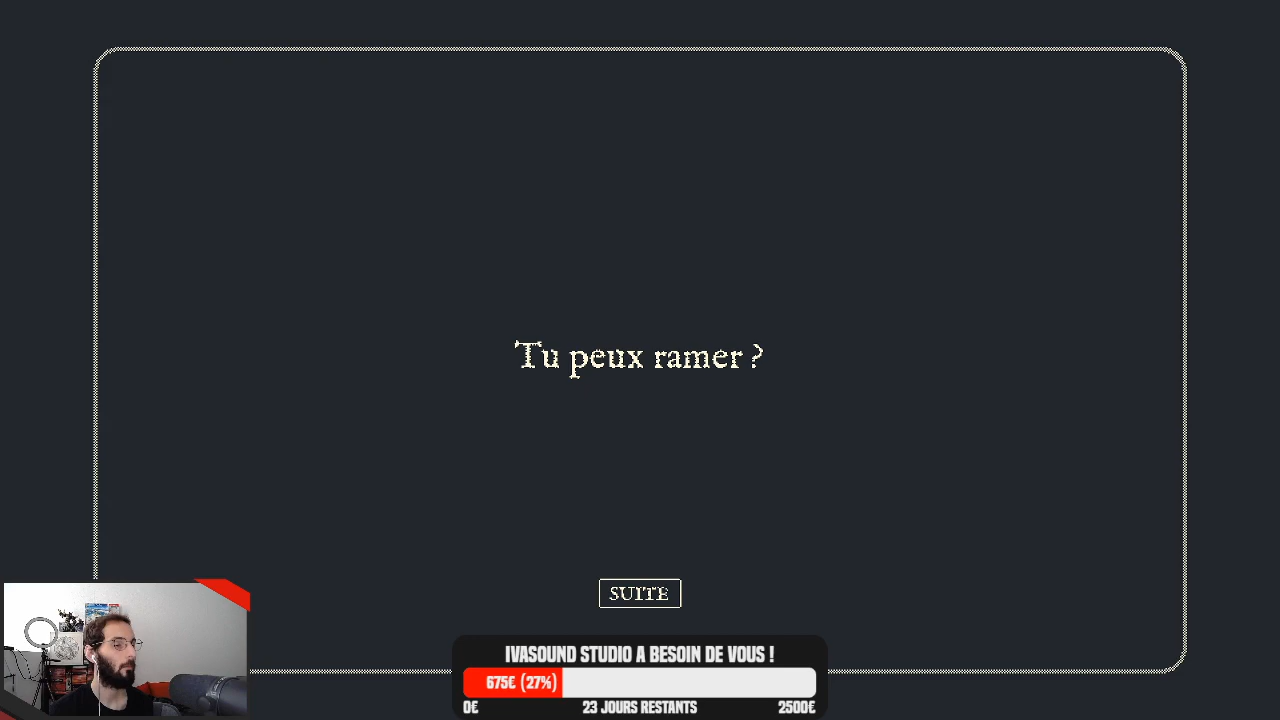 Tu peux ramer ?
SUITE
IVASOUND STUDIO A BESOIN DE VOUS !
675€ (27%)
0€ 23 JOURS RESTANTS 2500€